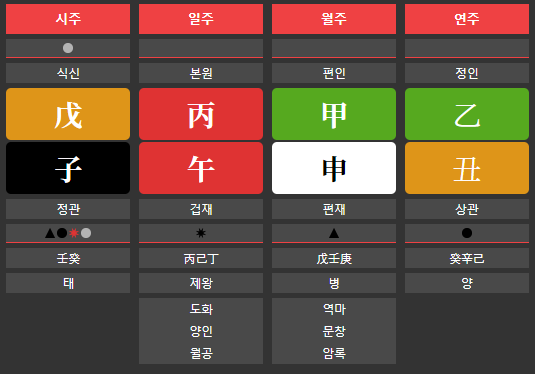 시주 일주 월주 연주
식신 본원 편인 정인
戊 丙 甲 乙
子 午 申 丑
정관 겁재 편재 상관
壬癸 丙己丁 戊壬庚 癸辛己
태 제왕 병 양
도화 역마
양인 문창
월공 암록